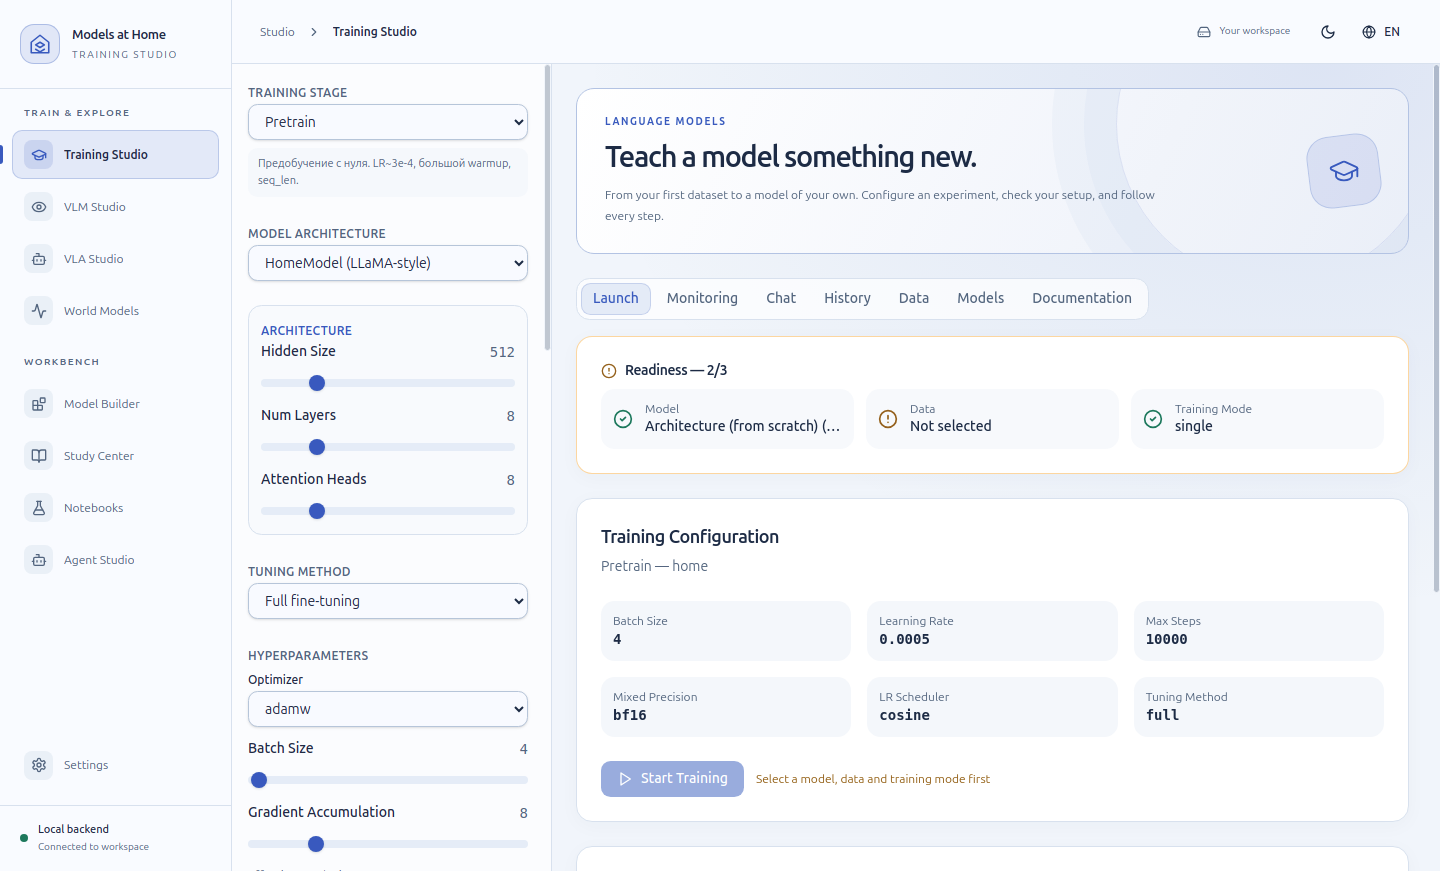 Models at Home
TRAINING STUDIO
TRAIN & EXPLORE
Training Studio
VLM Studio
VLA Studio
World Models
WORKBENCH
Model Builder
Study Center
Notebooks
Agent Studio
Settings
Local backend
Connected to workspace
Studio
Training Studio
Your workspace
EN
TRAINING STAGE
Pretrain
Предобучение с нуля. LR~3e-4, большой warmup,
seq_len.
MODEL ARCHITECTURE
HomeModel (LLaMA-style)
ARCHITECTURE
Hidden Size 512
Num Layers 8
Attention Heads 8
TUNING METHOD
Full fine-tuning
HYPERPARAMETERS
Optimizer
adamw
Batch Size 4
Gradient Accumulation 8
LANGUAGE MODELS
Teach a model something new.
From your first dataset to a model of your own. Configure an experiment, check your setup, and follow
every step.
Launch Monitoring Chat History Data Models Documentation
Readiness — 2/3
Model
Architecture (from scratch) (...
Data
Not selected
Training Mode
single
Training Configuration
Pretrain — home
Batch Size
4
Learning Rate
0.0005
Max Steps
10000
Mixed Precision
bf16
LR Scheduler
cosine
Tuning Method
full
Start Training
Select a model, data and training mode first